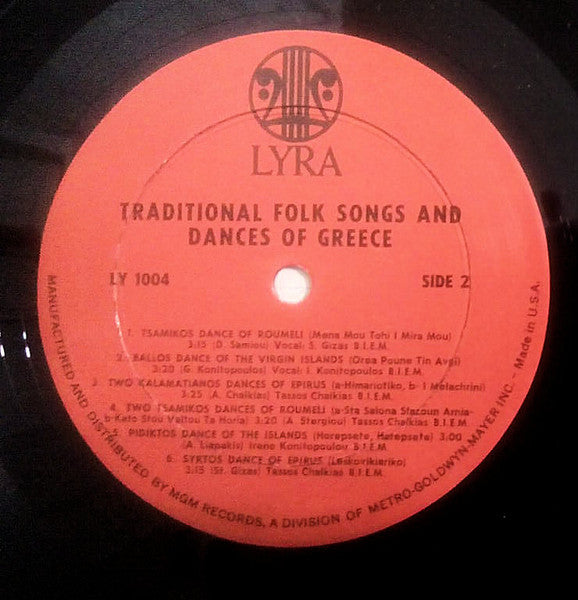 LYRA
TRADITIONAL FOLK SONGS AND
DANCES OF GREECE
LY 1004
SIDE 2
1. TSAMIKOS DANCE OF ROUMELI (Mena Mou Tohi I Mira Mou)
3:15 (D. Samiou) Vocal: S. Gizas B.I.E.M.
2. BALLOS DANCE OF THE VIRGIN ISLANDS (Orea Poune Tin Avgi)
3:20 (G. Konitopoulos) Vocal: I. Konitopoulos B.I.E.M.
3. TWO KALAMATIANOS DANCES OF EPIRUS (a-Himariotiko, b- I Melachrini)
3:25 (A. Chalkias) Tassos Chalkias B.I.E.M.
4. TWO TSAMIKOS DANCES OF ROUMELI (a-Sta Salona Sfazoun Arnia-
b-Kato Stou Valtou Ta Horia) 3:20 (A. Stergiou) Tassos Chalkias B.I.E.M.
5. PIDIKTOS DANCE OF THE ISLANDS (Horepsete, Horepsete) 3:00
Irene Konitopoulou B.I.E.M.
6. SYRTOS DANCE OF EPIRUS
3:15 (St. Gizas) Tassos Chalkias B.I.E.M.
MANUFACTURED AND DISTRIBUTED BY MGM RECORDS, A DIVISION OF METRO-GOLDWYN-MAYER INC. - Made in U.S.A.